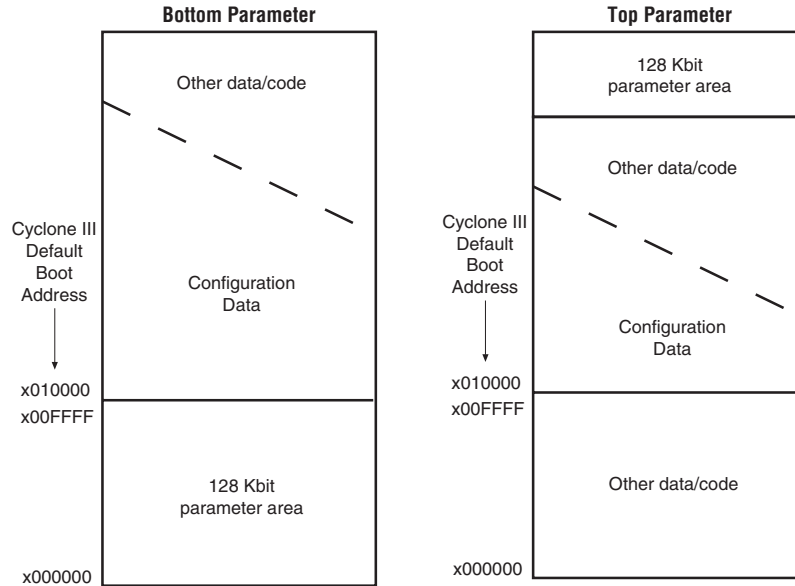 Bottom Parameter
Other data/code
Cyclone III
Default
Boot
Address
Configuration
Data
x010000
x00FFFF
128 Kbit
parameter area
x000000
Top Parameter
128 Kbit
parameter area
Other data/code
Cyclone III
Default
Boot
Address
Configuration
Data
x010000
x00FFFF
Other data/code
x000000